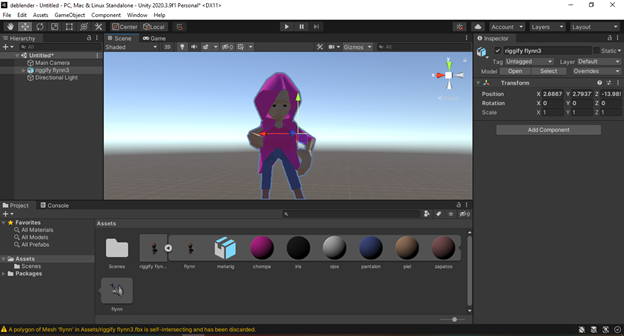 deblender - Untitled - PC, Mac & Linux Standalone - Unity 2020.3.9f1 Personal* <DX11>
File Edit Assets GameObject Component Window Help
Center Local Account Layers Layout
Hierarchy Scene Game Inspector
All Shaded 2D Gizmos All riggify flynn3 Static
Untitled* Tag Untagged Layer Default
Main Camera Model Open Select Overrides
riggify flynn3 Transform
Directional Light Position X 2.6867 Y 2.7937 Z -13.985
Rotation X 0 Y 0 Z 0
Scale X 1 Y 1 Z 1
Add Component
Project Console
Favorites Assets
All Materials
All Models
All Prefabs
Assets
Scenes
Packages
Scenes riggify flyn... flynn metarig chompa iris ojos pantalon piel zapatos
flynn
A polygon of Mesh 'flynn' in Assets/riggify flynn3.fbx is self-intersecting and has been discarded.